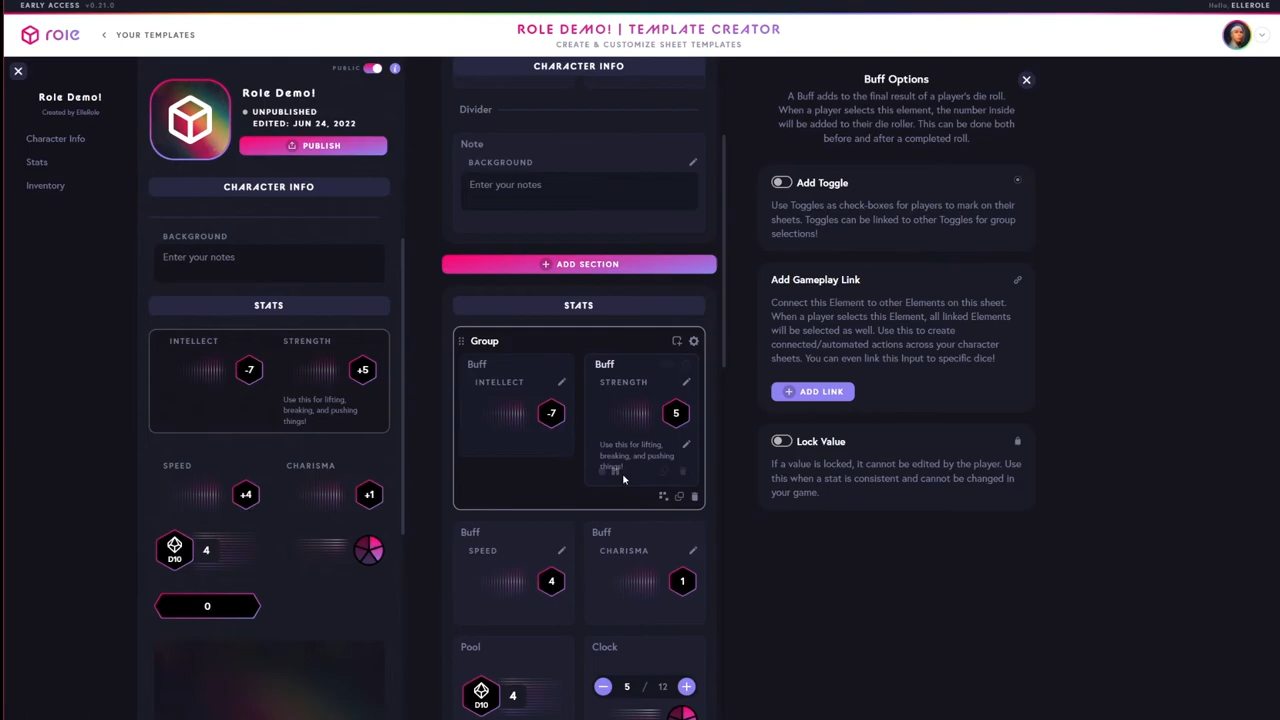 EARLY ACCESS v0.21.0
Hello, ELLEROLE
role
YOUR TEMPLATES
ROLE DEMO! | TEMPLATE CREATOR
CREATE & CUSTOMIZE SHEET TEMPLATES
Role Demo!
Created by ElleRole
Character Info
Stats
Inventory
PUBLIC
Role Demo!
UNPUBLISHED
EDITED: JUN 24, 2022
PUBLISH
CHARACTER INFO
BACKGROUND
Enter your notes
STATS
INTELLECT
-7
STRENGTH
+5
Use this for lifting,
breaking, and pushing
things!
SPEED
+4
CHARISMA
+1
D10
4
0
CHARACTER INFO
Divider
Note
BACKGROUND
Enter your notes
ADD SECTION
STATS
Group
Buff
INTELLECT
-7
Buff
STRENGTH
5
Use this for lifting,
breaking, and pushing
things!
Buff
SPEED
4
Buff
CHARISMA
1
Pool
D10
4
Clock
5 / 12
Buff Options
A Buff adds to the final result of a player's die roll.
When a player selects this element, the number inside
will be added to their die roller. This can be done both
before and after a completed roll.
Add Toggle
Use Toggles as check-boxes for players to mark on their
sheets. Toggles can be linked to other Toggles for group
selections!
Add Gameplay Link
Connect this Element to other Elements on this sheet.
When a player selects this Element, all linked Elements
will be selected as well. Use this to create
connected/automated actions across your character
sheets. You can even link this Input to specific dice!
ADD LINK
Lock Value
If a value is locked, it cannot be edited by the player. Use
this when a stat is consistent and cannot be changed in
your game.